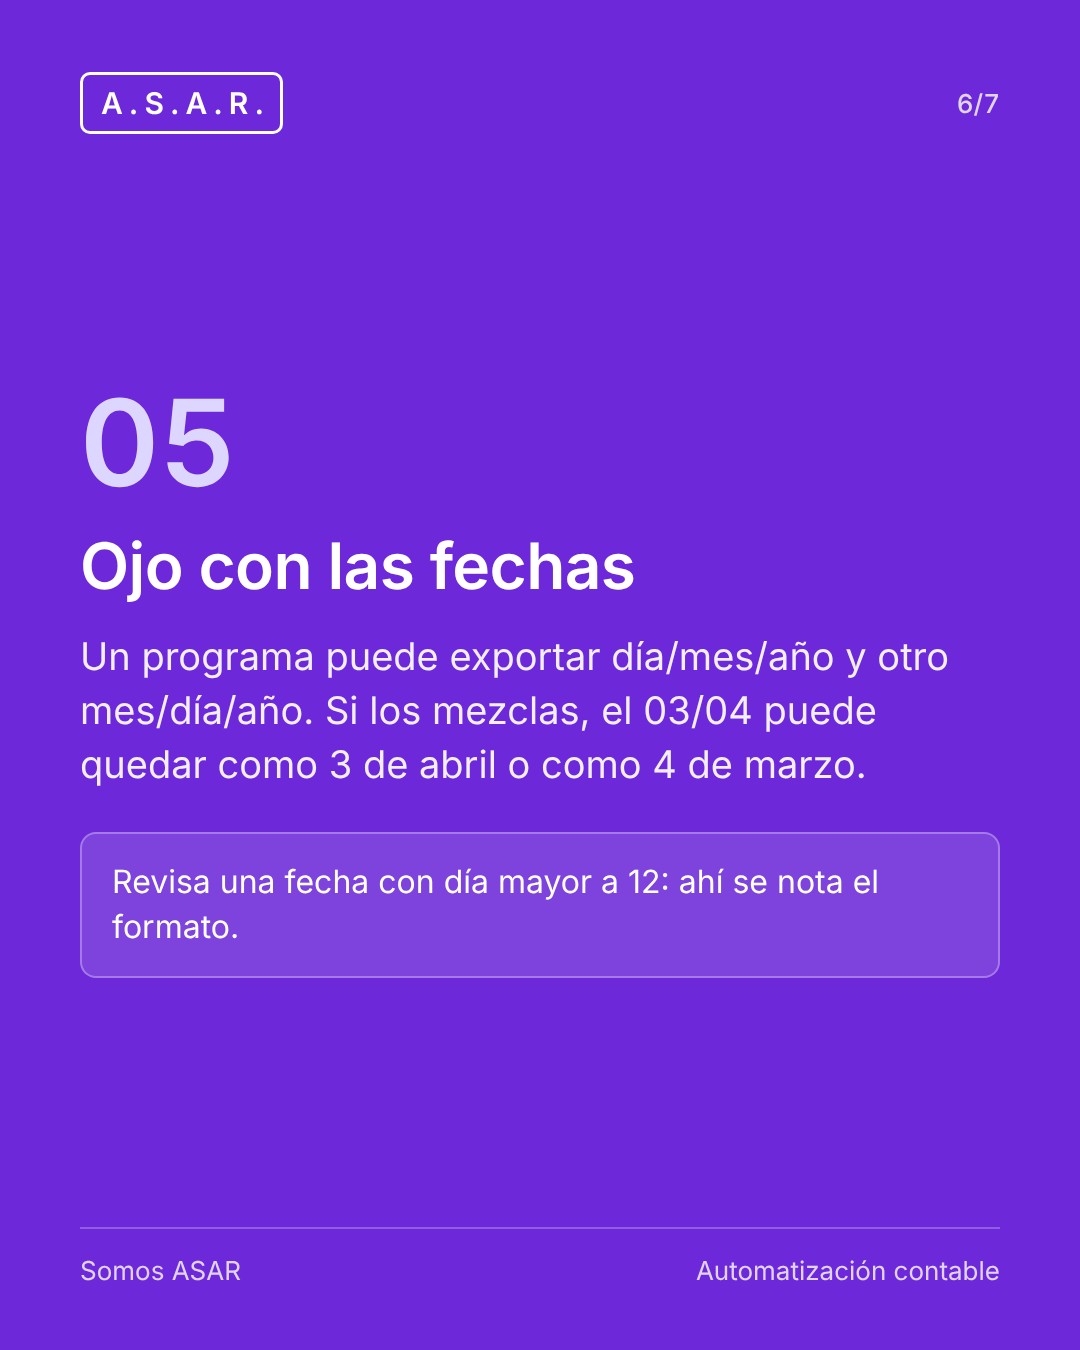 A.S.A.R.
6/7
05
Ojo con las fechas
Un programa puede exportar día/mes/año y otro
mes/día/año. Si los mezclas, el 03/04 puede
quedar como 3 de abril o como 4 de marzo.
Revisa una fecha con día mayor a 12: ahí se nota el
formato.
Somos ASAR
Automatización contable